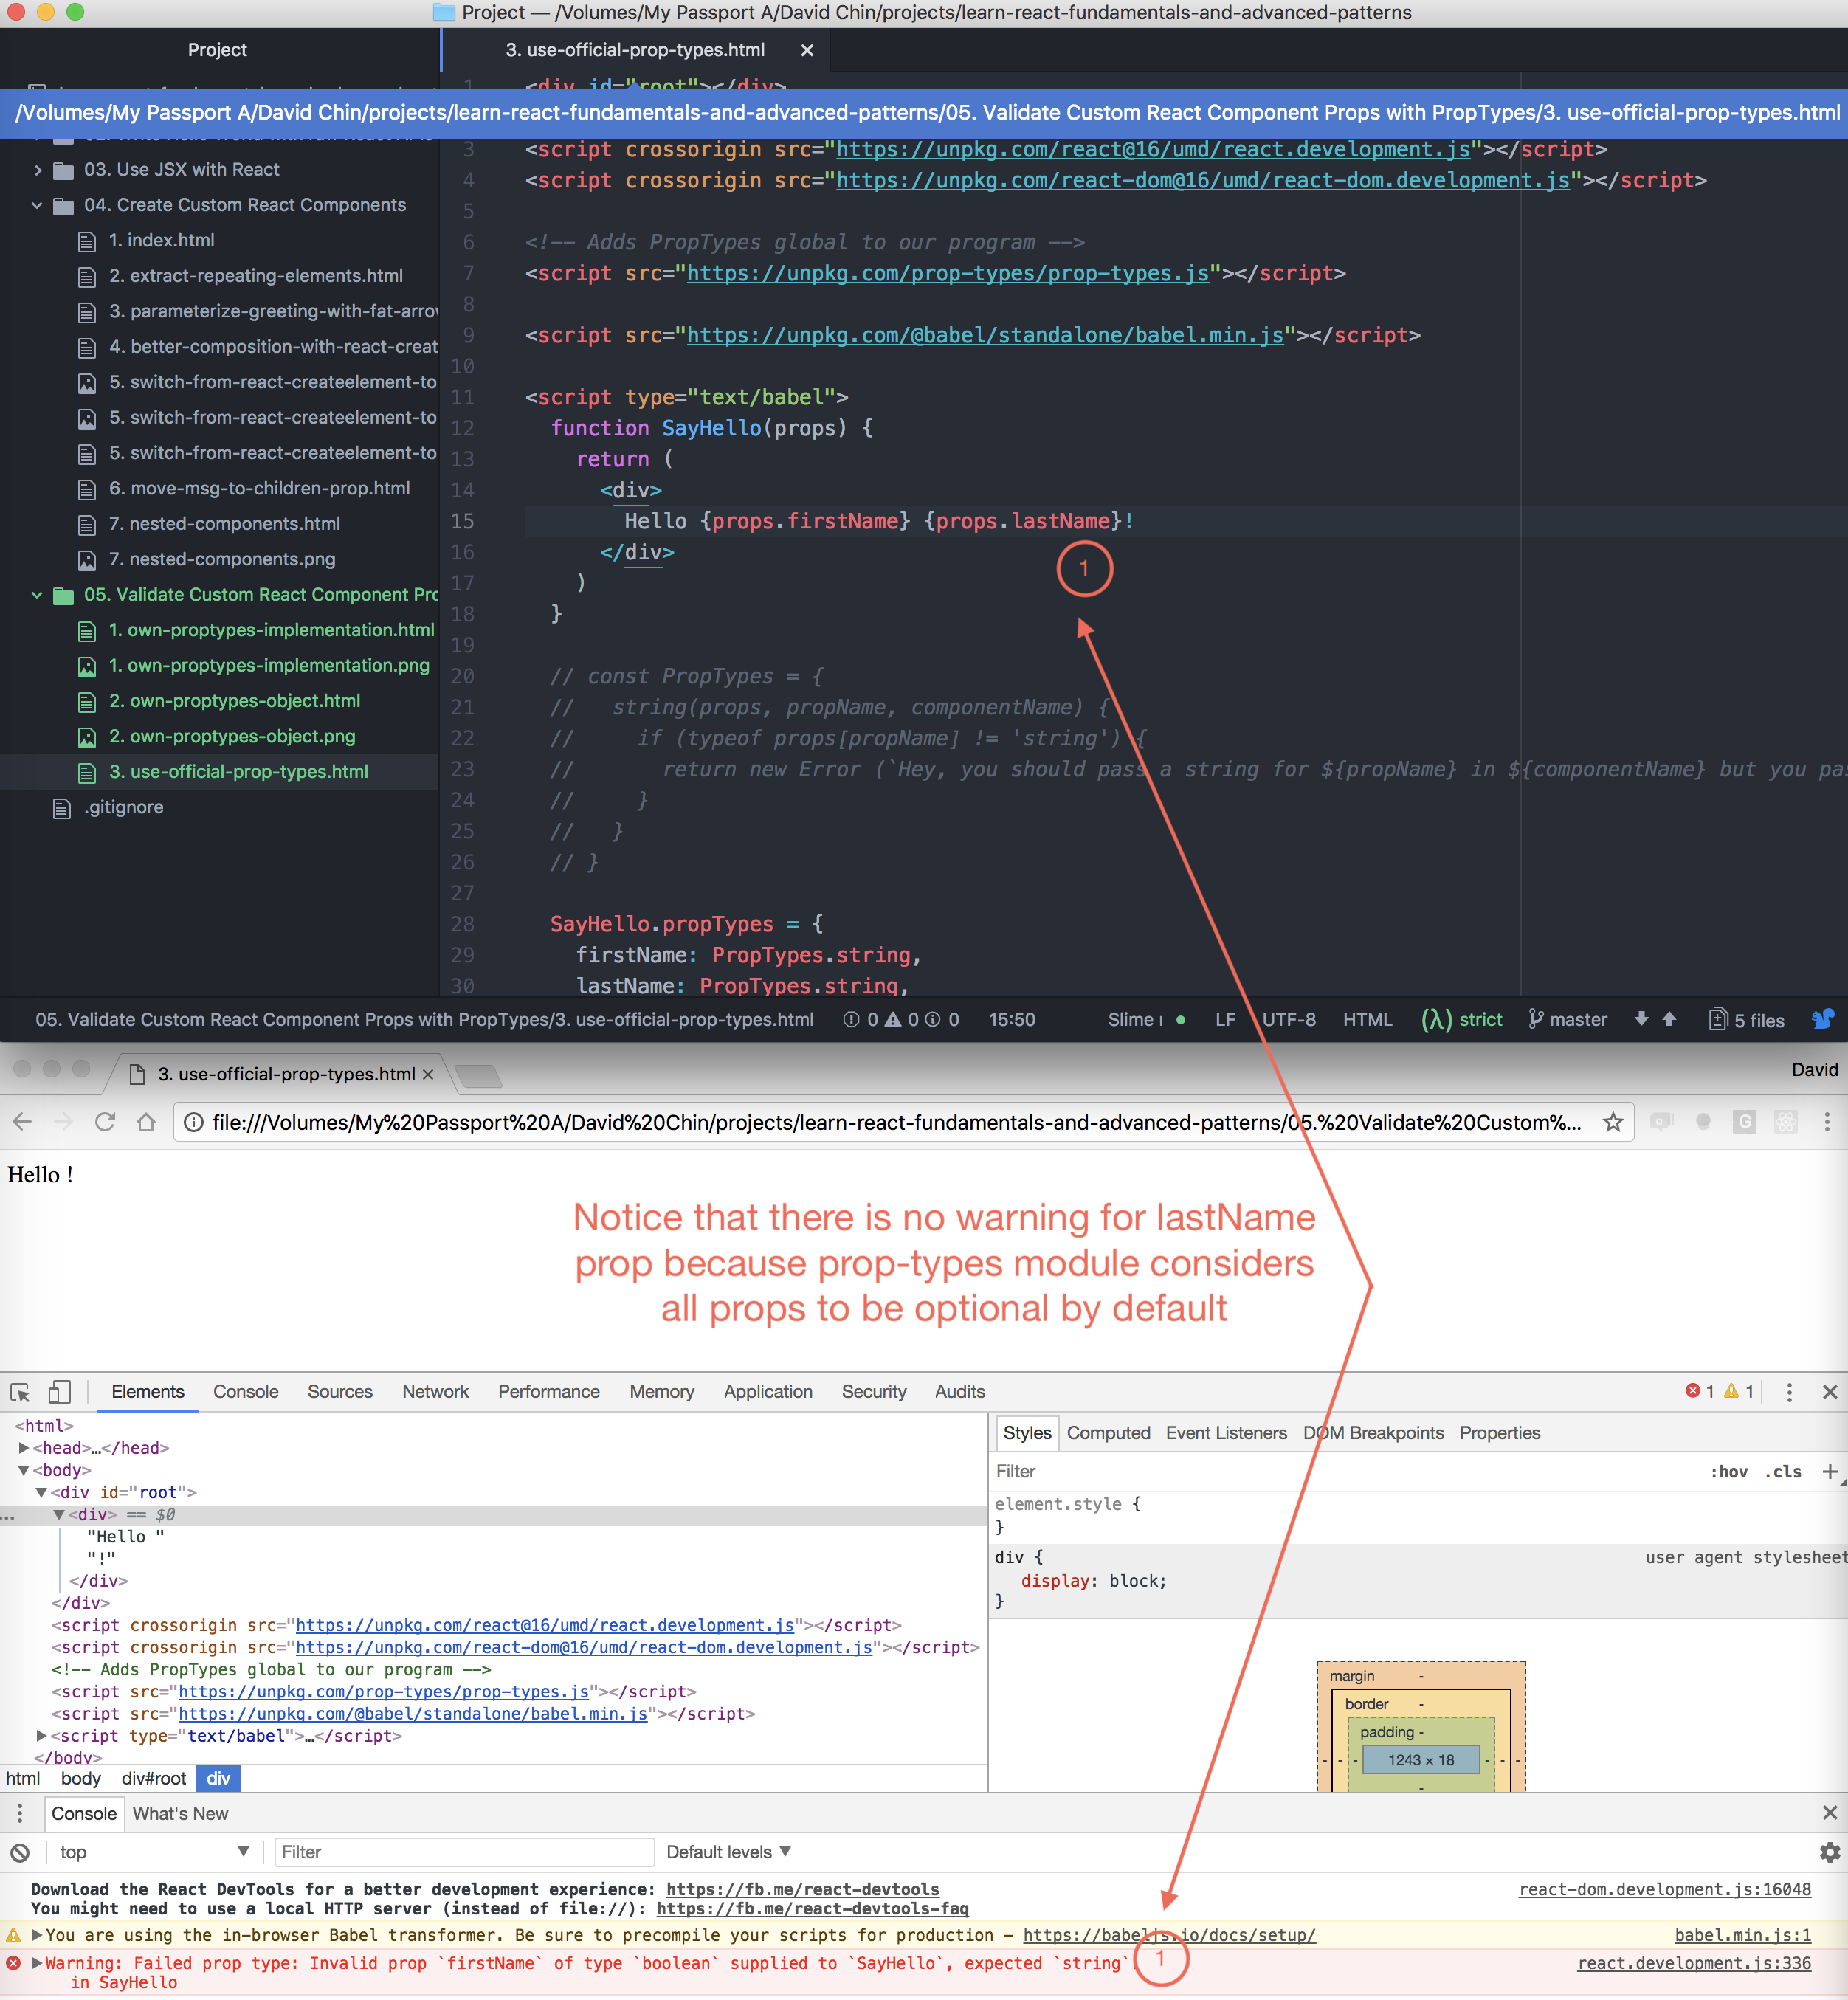 Project — /Volumes/My Passport A/David Chin/projects/learn-react-fundamentals-and-advanced-patterns
Project
3. use-official-prop-types.html
1 <div id="root"></div>
/Volumes/My Passport A/David Chin/projects/learn-react-fundamentals-and-advanced-patterns/05. Validate Custom React Component Props with PropTypes/3. use-official-prop-types.html
03. Use JSX with React
04. Create Custom React Components
1. index.html
2. extract-repeating-elements.html
3. parameterize-greeting-with-fat-arrow
4. better-composition-with-react-creat
5. switch-from-react-createelement-to
5. switch-from-react-createelement-to
5. switch-from-react-createelement-to
6. move-msg-to-children-prop.html
7. nested-components.html
7. nested-components.png
05. Validate Custom React Component Pro
1. own-proptypes-implementation.html
1. own-proptypes-implementation.png
2. own-proptypes-object.html
2. own-proptypes-object.png
3. use-official-prop-types.html
.gitignore
3 <script crossorigin src="https://unpkg.com/react@16/umd/react.development.js"></script>
4 <script crossorigin src="https://unpkg.com/react-dom@16/umd/react-dom.development.js"></script>
5
6 <!-- Adds PropTypes global to our program -->
7 <script src="https://unpkg.com/prop-types/prop-types.js"></script>
8
9 <script src="https://unpkg.com/@babel/standalone/babel.min.js"></script>
10
11 <script type="text/babel">
12 function SayHello(props) {
13 return (
14 <div>
15 Hello {props.firstName} {props.lastName}!
16 </div>
17 )
18 }
19
20 // const PropTypes = {
21 // string(props, propName, componentName) {
22 // if (typeof props[propName] != 'string') {
23 // return new Error (`Hey, you should pass a string for ${propName} in ${componentName} but you pas
24 // }
25 // }
26 // }
27
28 SayHello.propTypes = {
29 firstName: PropTypes.string,
30 lastName: PropTypes.string,
1
05. Validate Custom React Component Props with PropTypes/3. use-official-prop-types.html 0 0 0 15:50 Slime LF UTF-8 HTML (λ) strict master 5 files
3. use-official-prop-types.html
David
file:///Volumes/My%20Passport%20A/David%20Chin/projects/learn-react-fundamentals-and-advanced-patterns/05.%20Validate%20Custom%...
Hello !
Notice that there is no warning for lastName
prop because prop-types module considers
all props to be optional by default
Elements Console Sources Network Performance Memory Application Security Audits 1 1
<html>
<head>…</head>
<body>
<div id="root">
<div> == $0
"Hello "
"!"
</div>
</div>
<script crossorigin src="https://unpkg.com/react@16/umd/react.development.js"></script>
<script crossorigin src="https://unpkg.com/react-dom@16/umd/react-dom.development.js"></script>
<!-- Adds PropTypes global to our program -->
<script src="https://unpkg.com/prop-types/prop-types.js"></script>
<script src="https://unpkg.com/@babel/standalone/babel.min.js"></script>
<script type="text/babel">…</script>
</body>
html body div#root div
Styles Computed Event Listeners DOM Breakpoints Properties
Filter :hov .cls +
element.style {
}
div { user agent stylesheet
display: block;
}
margin -
border -
padding -
- - - 1243 × 18 - - -
-
Console What's New
top Filter Default levels
Download the React DevTools for a better development experience: https://fb.me/react-devtools react-dom.development.js:16048
You might need to use a local HTTP server (instead of file://): https://fb.me/react-devtools-faq
You are using the in-browser Babel transformer. Be sure to precompile your scripts for production - https://babeljs.io/docs/setup/ babel.min.js:1
Warning: Failed prop type: Invalid prop `firstName` of type `boolean` supplied to `SayHello`, expected `string`. react.development.js:336
in SayHello
1